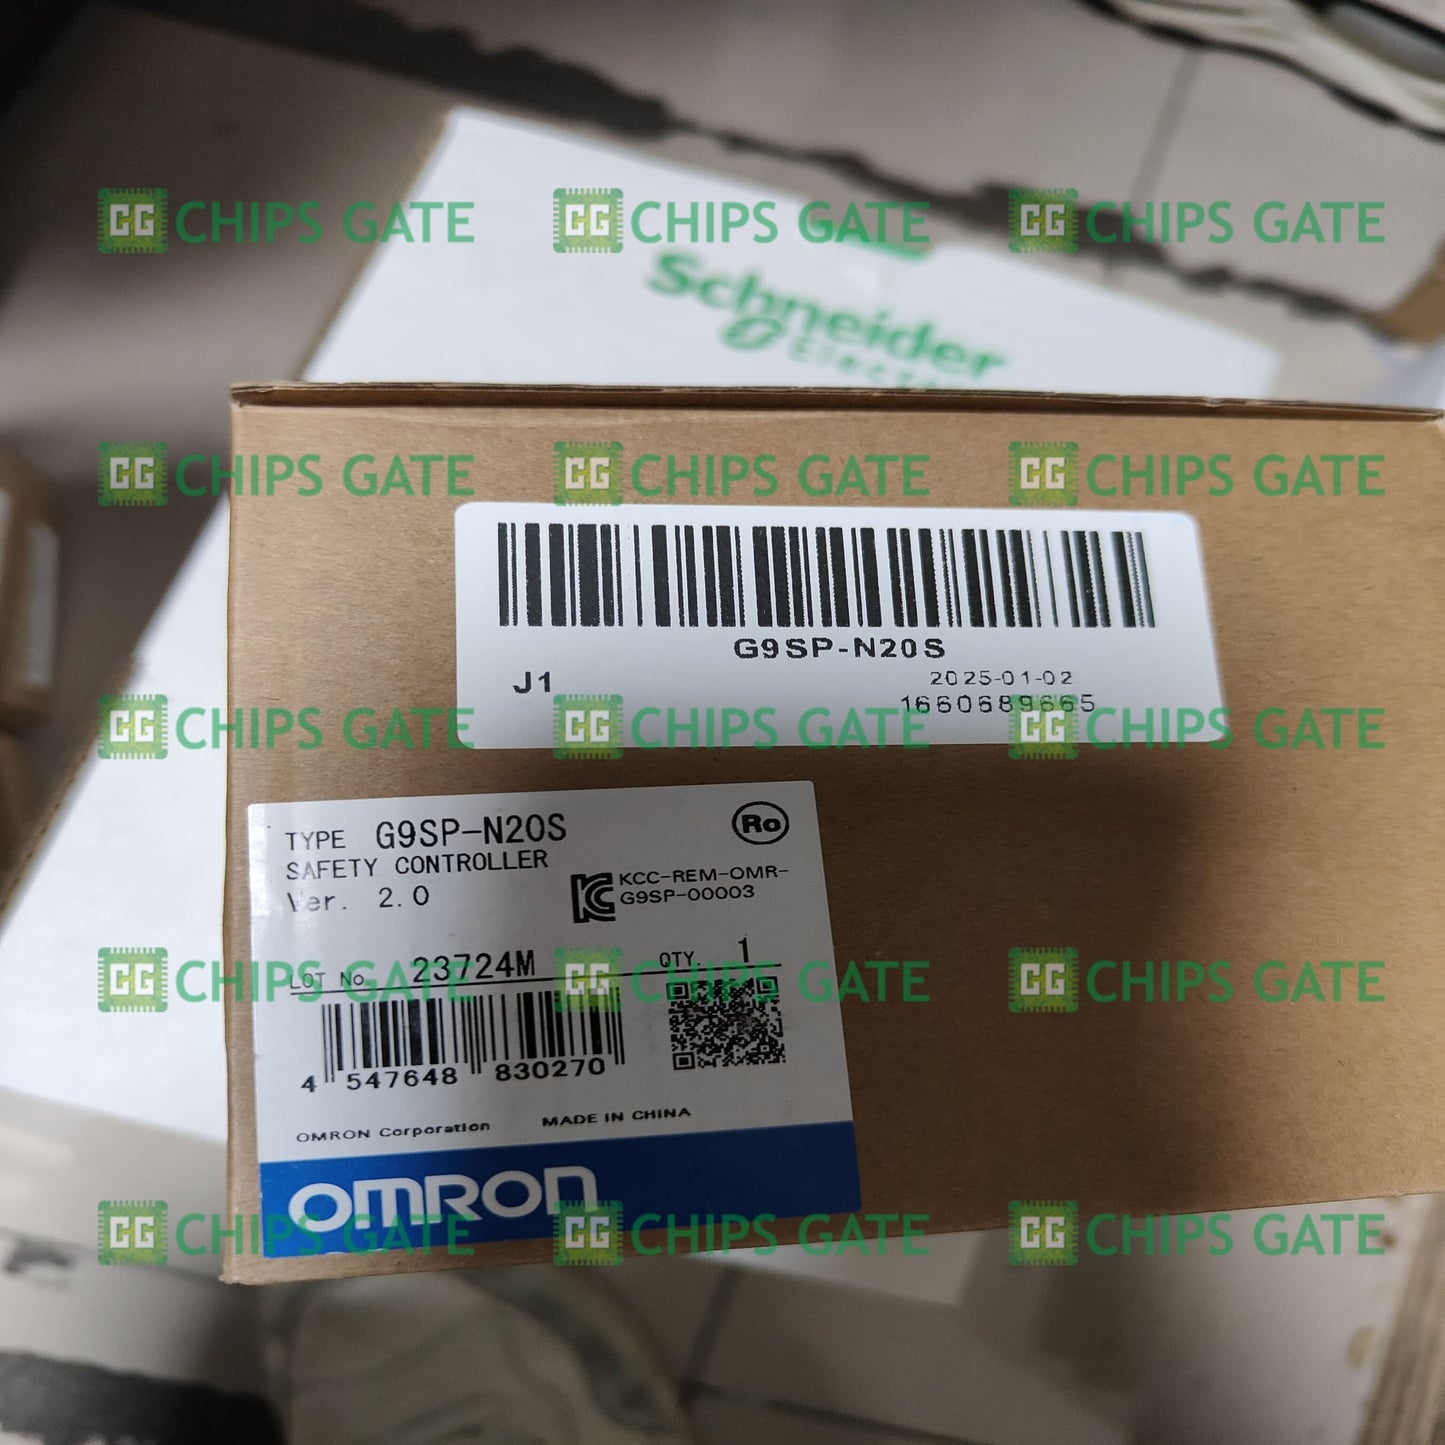 CG CHIPS GATE CG CHIPS GATE CG CHIPS GATE
Schneider
CG CHIPS GATE CG CHIPS GATE CG CHIPS GATE
G9SP-N20S
J1
2025-01-02
1660689665
CG CHIPS GATE CG CHIPS GATE CG CHIPS GATE
TYPE G9SP-N20S
Ro
SAFETY CONTROLLER
Ver. 2.0
KCC-REM-OMR-
G9SP-00003
LOT No. 23724M QTY. 1
CG CHIPS GATE CG CHIPS GATE CG CHIPS GATE
4 547648 830270
OMRON Corporation MADE IN CHINA
OMRON
CG CHIPS GATE CG CHIPS GATE CG CHIPS GATE